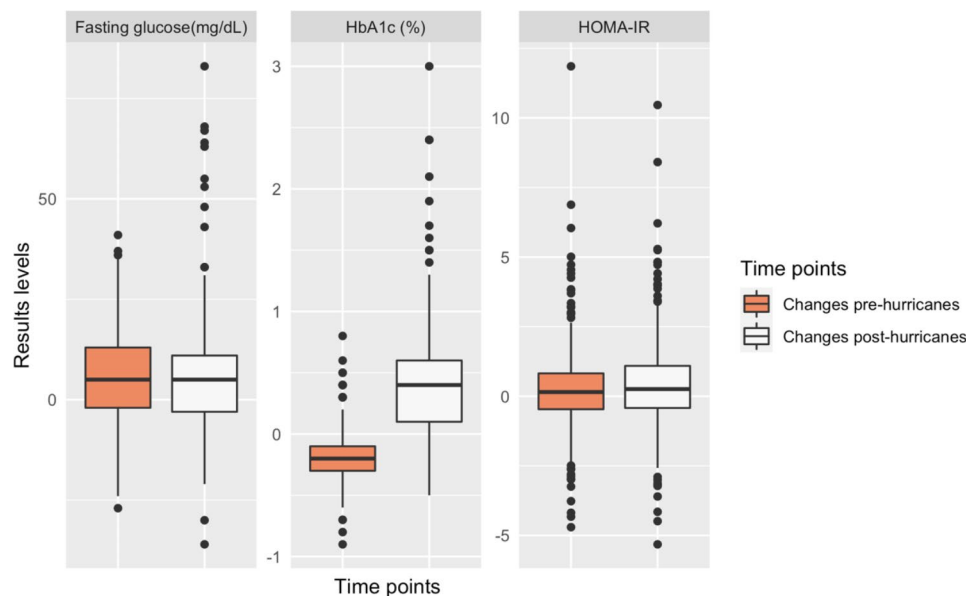 Fasting glucose(mg/dL)
HbA1c (%)
HOMA-IR
Results levels
50
0
3
2
1
0
-1
10
5
0
-5
Time points
Time points
Changes pre-hurricanes
Changes post-hurricanes